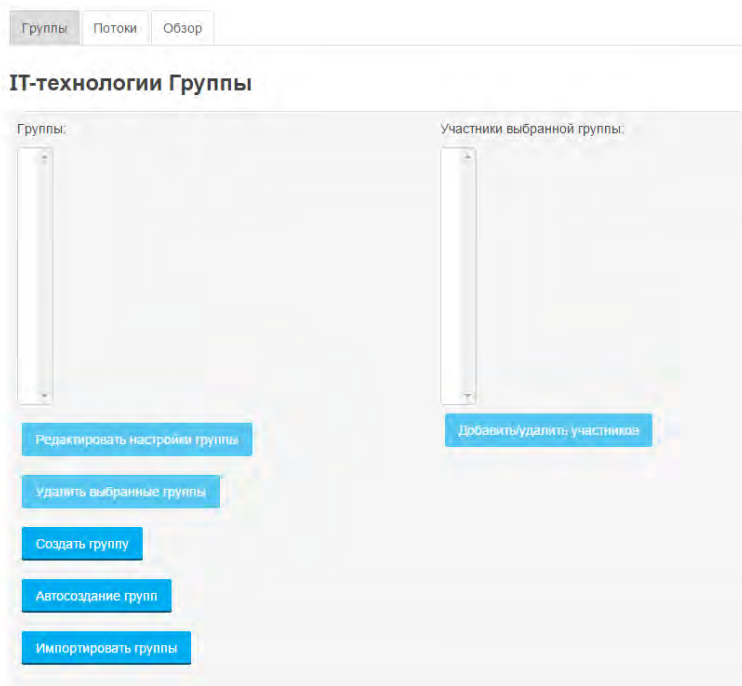 Группы Потоки Обзор
IT-технологии Группы
Группы:
Участники выбранной группы:
Редактировать настройки группы
Добавить/удалить участников
Удалить выбранные группы
Создать группу
Автосоздание групп
Импортировать группы